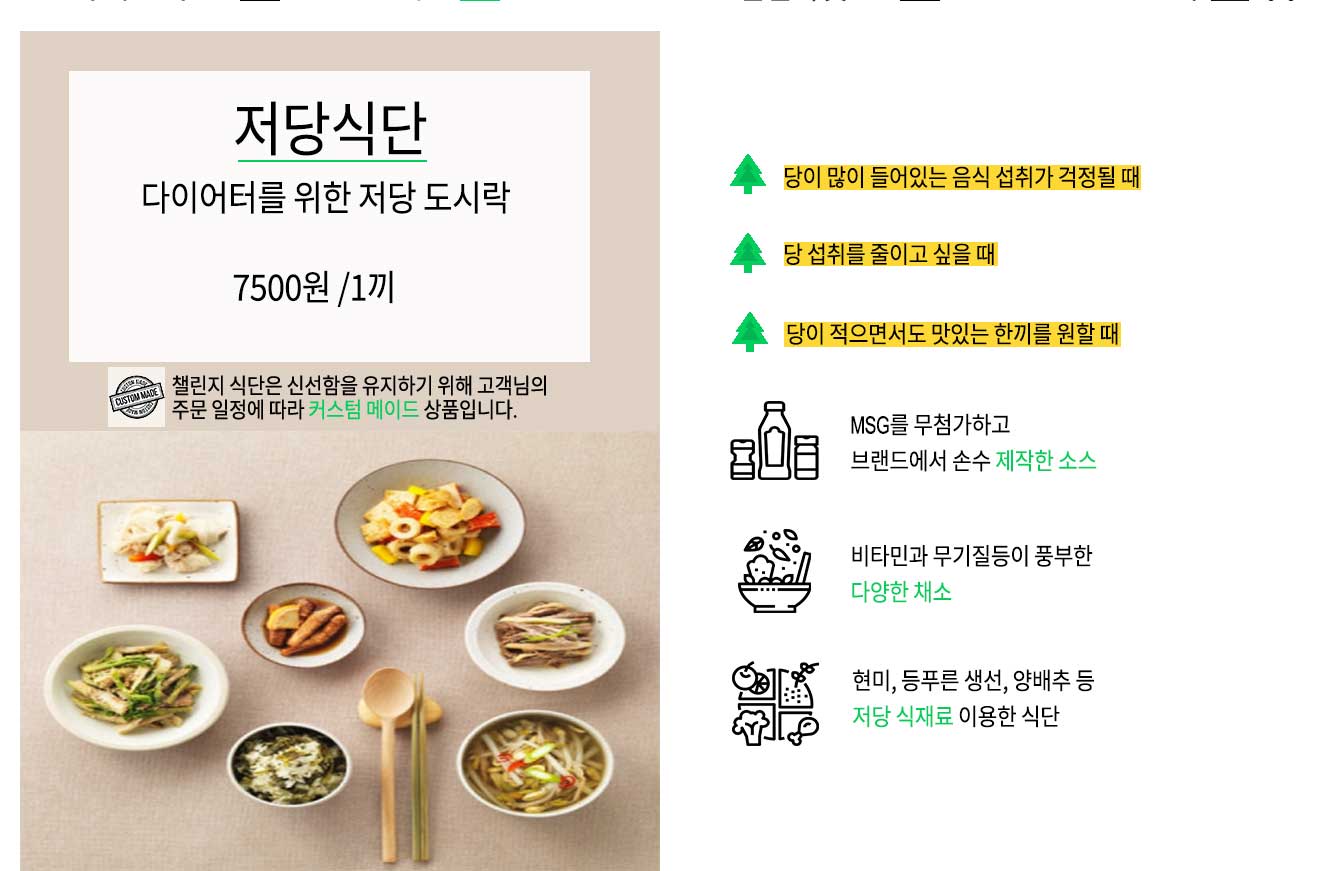 저당식단
다이어터를 위한 저당 도시락
7500원 /1끼
CUSTOM MADE
챌린지 식단은 신선함을 유지하기 위해 고객님의
주문 일정에 따라 커스텀 메이드 상품입니다.
당이 많이 들어있는 음식 섭취가 걱정될 때
당 섭취를 줄이고 싶을 때
당이 적으면서도 맛있는 한끼를 원할 때
MSG를 무첨가하고
브랜드에서 손수 제작한 소스
비타민과 무기질등이 풍부한
다양한 채소
현미, 등푸른 생선, 양배추 등
저당 식재료 이용한 식단